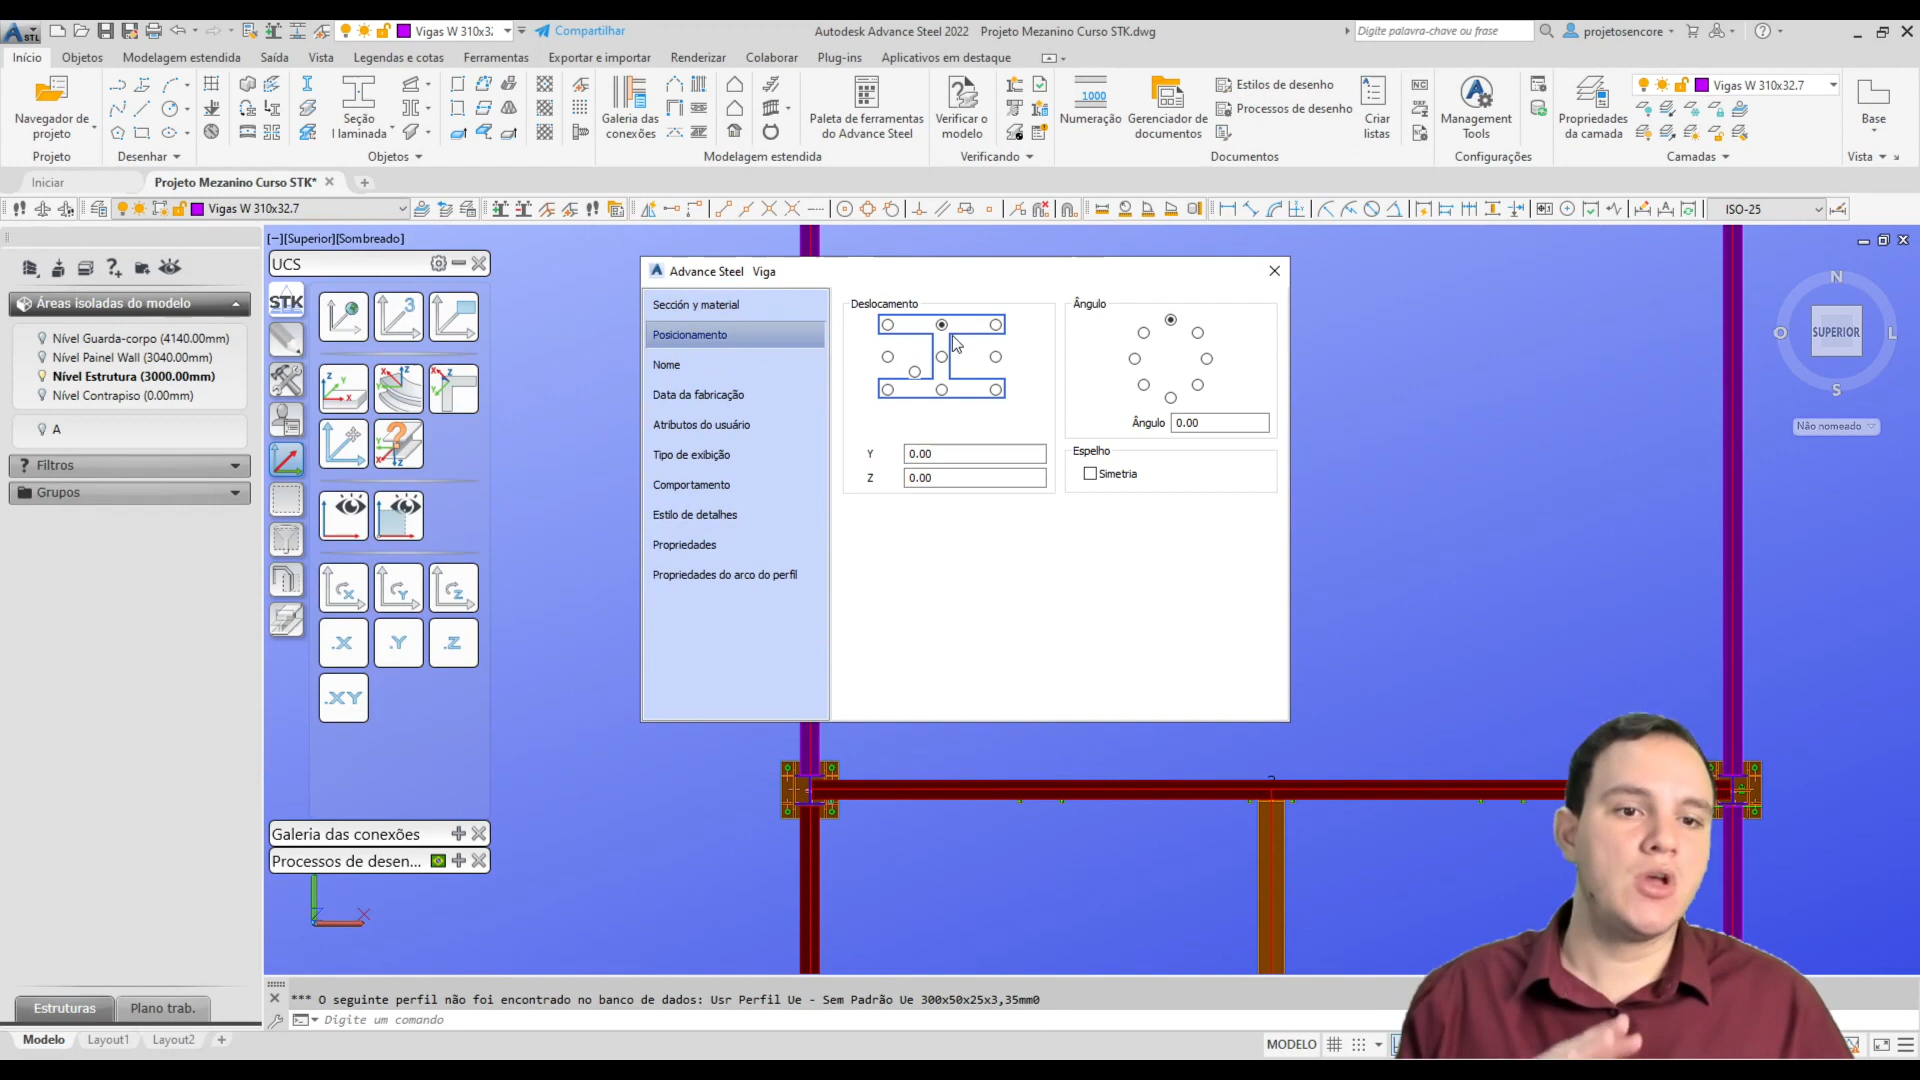 STL
Vigas W 310x32
Compartilhar
Autodesk Advance Steel 2022 Projeto Mezanino Curso STK.dwg
Digite palavra-chave ou frase
projetosencore
Início Objetos Modelagem estendida Saída Vista Legendas e cotas Ferramentas Exportar e importar Renderizar Colaborar Plug-ins Aplicativos em destaque
Navegador de projeto
Projeto
Desenhar
Seção I laminada
Objetos
Galeria das conexões
Paleta de ferramentas do Advance Steel
Modelagem estendida
Verificar o modelo
Verificando
1000
Numeração
Gerenciador de documentos
Estilos de desenho
Processos de desenho
Criar listas
Documentos
NC
DXF
NC
Management Tools
Configurações
Propriedades da camada
Vigas W 310x32.7
Camadas
Base
Vista
Iniciar
Projeto Mezanino Curso STK*
Vigas W 310x32.7
ISO-25
[−][Superior][Sombreado]
UCS
STK
3
Áreas isoladas do modelo
Nível Guarda-corpo (4140.00mm)
Nível Painel Wall (3040.00mm)
Nível Estrutura (3000.00mm)
Nível Contrapiso (0.00mm)
A
Filtros
Grupos
.X
.Y
.Z
.XY
Galeria das conexões
Processos de desen...
Advance Steel Viga
Sección y material
Posicionamento
Nome
Data da fabricação
Atributos do usuário
Tipo de exibição
Comportamento
Estilo de detalhes
Propriedades
Propriedades do arco do perfil
Deslocamento
Y 0.00
Z 0.00
Ângulo
Ângulo 0.00
Espelho
Simetria
N
O
SUPERIOR
L
S
Não nomeado
*** O seguinte perfil não foi encontrado no banco de dados: Usr Perfil Ue - Sem Padrão Ue 300x50x25x3,35mm0
Digite um comando
Estruturas
Plano trab.
Modelo Layout1 Layout2
MODELO